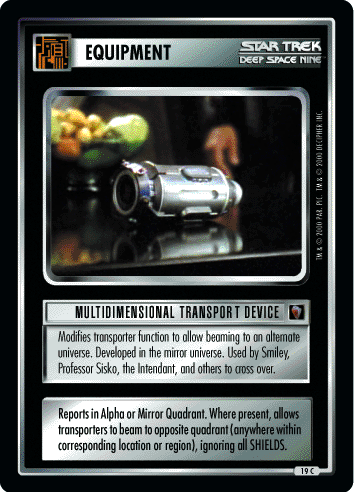 EQUIPMENT
STAR TREK
DEEP SPACE NINE
TM & © 2000 PAR. PIC. TM & © 2000 DECIPHER INC.
MULTIDIMENSIONAL TRANSPORT DEVICE
Modifies transporter function to allow beaming to an alternate
universe. Developed in the mirror universe. Used by Smiley,
Professor Sisko, the Intendant, and others to cross over.
Reports in Alpha or Mirror Quadrant. Where present, allows
transporters to beam to opposite quadrant (anywhere within
corresponding location or region), ignoring all SHIELDS.
19 C